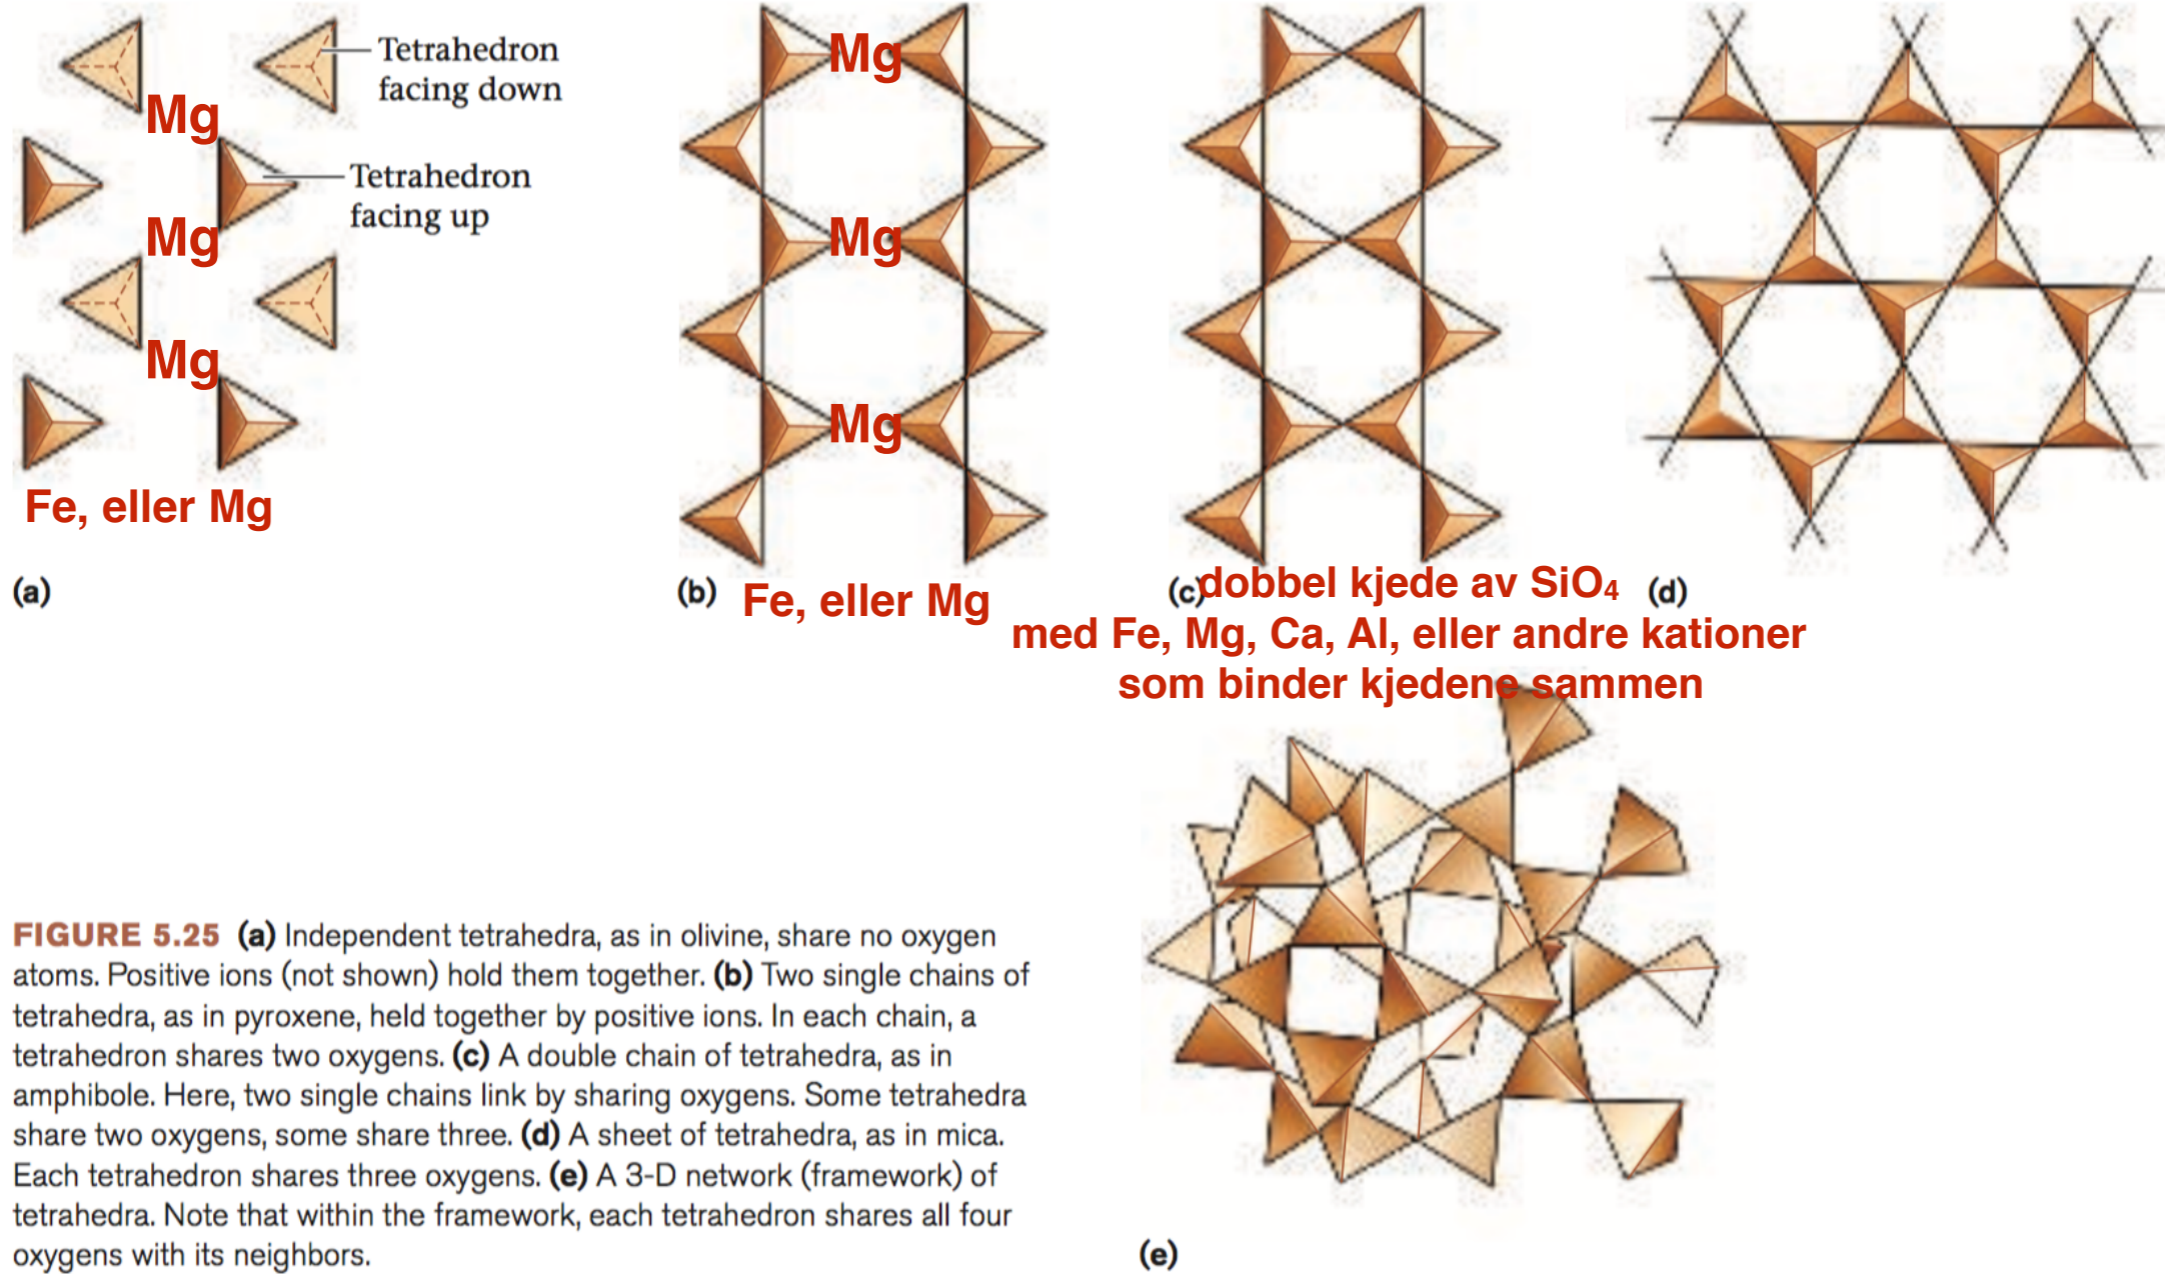 Tetrahedron
facing down
Mg
Tetrahedron
facing up
Mg
Mg
Fe, eller Mg
(a)
Mg
Mg
Mg
(b)
Fe, eller Mg
(c)
dobbel kjede av SiO₄
med Fe, Mg, Ca, Al, eller andre kationer
som binder kjedene sammen
(d)
FIGURE 5.25 (a) Independent tetrahedra, as in olivine, share no oxygen
atoms. Positive ions (not shown) hold them together. (b) Two single chains of
tetrahedra, as in pyroxene, held together by positive ions. In each chain, a
tetrahedron shares two oxygens. (c) A double chain of tetrahedra, as in
amphibole. Here, two single chains link by sharing oxygens. Some tetrahedra
share two oxygens, some share three. (d) A sheet of tetrahedra, as in mica.
Each tetrahedron shares three oxygens. (e) A 3-D network (framework) of
tetrahedra. Note that within the framework, each tetrahedron shares all four
oxygens with its neighbors.
(e)